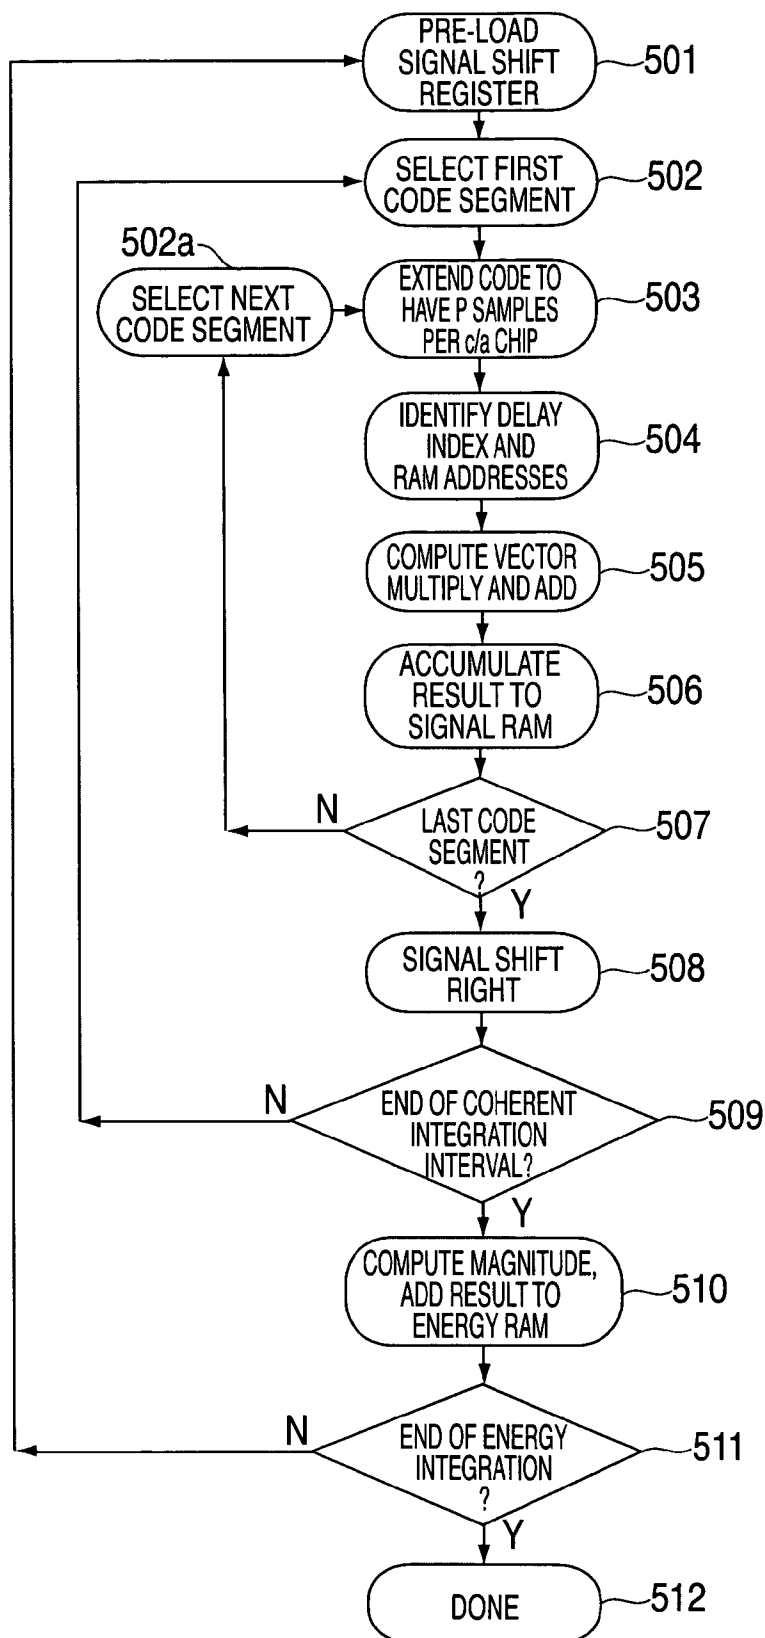 PRE-LOAD
SIGNAL SHIFT
REGISTER
501
SELECT FIRST
CODE SEGMENT
502
502a
SELECT NEXT
CODE SEGMENT
EXTEND CODE TO
HAVE P SAMPLES
PER c/a CHIP
503
IDENTIFY DELAY
INDEX AND
RAM ADDRESSES
504
COMPUTE VECTOR
MULTIPLY AND ADD
505
ACCUMULATE
RESULT TO
SIGNAL RAM
506
N
LAST CODE
SEGMENT
?
507
Y
SIGNAL SHIFT
RIGHT
508
N
END OF COHERENT
INTEGRATION
INTERVAL?
509
Y
COMPUTE MAGNITUDE,
ADD RESULT TO
ENERGY RAM
510
N
END OF ENERGY
INTEGRATION
?
511
Y
DONE
512